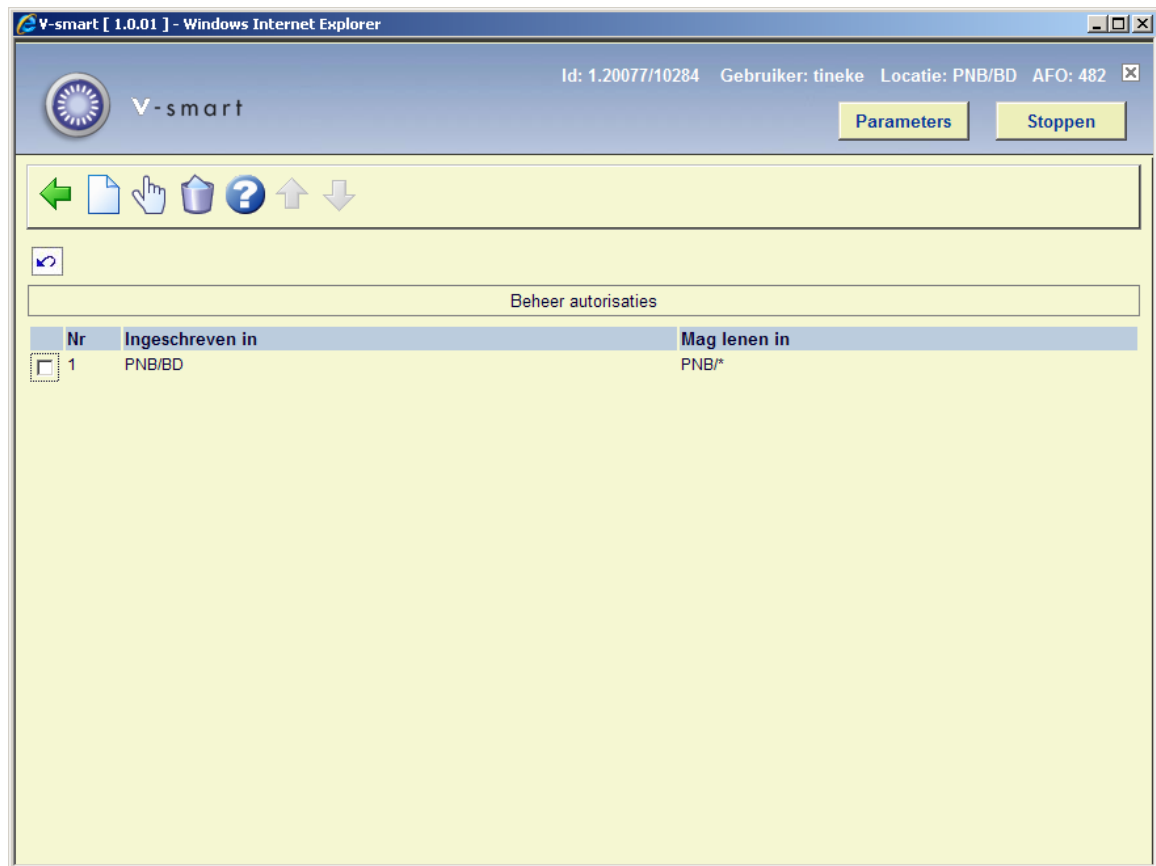 V-smart [ 1.0.01 ] - Windows Internet Explorer
Id: 1.20077/10284 Gebruiker: tineke Locatie: PNB/BD AFO: 482
V-smart
Parameters Stoppen
Beheer autorisaties
Nr Ingeschreven in Mag lenen in
1 PNB/BD PNB/*